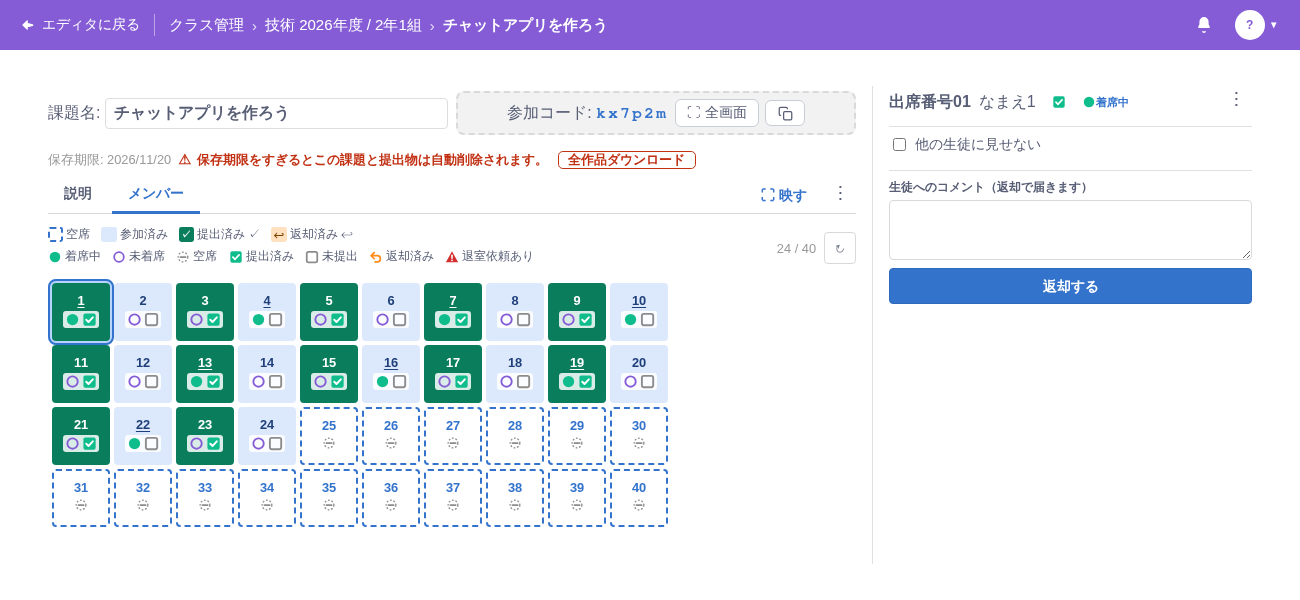 エディタに戻る クラス管理 › 技術 2026年度 / 2年1組 › チャットアプリを作ろう ? ▼
課題名: チャットアプリを作ろう 参加コード: kx7p2m 全画面
保存期限: 2026/11/20 ⚠ 保存期限をすぎるとこの課題と提出物は自動削除されます。 全作品ダウンロード
説明 メンバー 映す ⋮
空席 参加済み ✓ 提出済み ✓ ↩ 返却済み ↩
着席中 未着席 空席 提出済み 未提出 返却済み 退室依頼あり
24 / 40 ↻
1 2 3 4 5 6 7 8 9 10
11 12 13 14 15 16 17 18 19 20
21 22 23 24 25 26 27 28 29 30
31 32 33 34 35 36 37 38 39 40
出席番号01 なまえ1 着席中 ⋮
他の生徒に見せない
生徒へのコメント（返却で届きます）
返却する